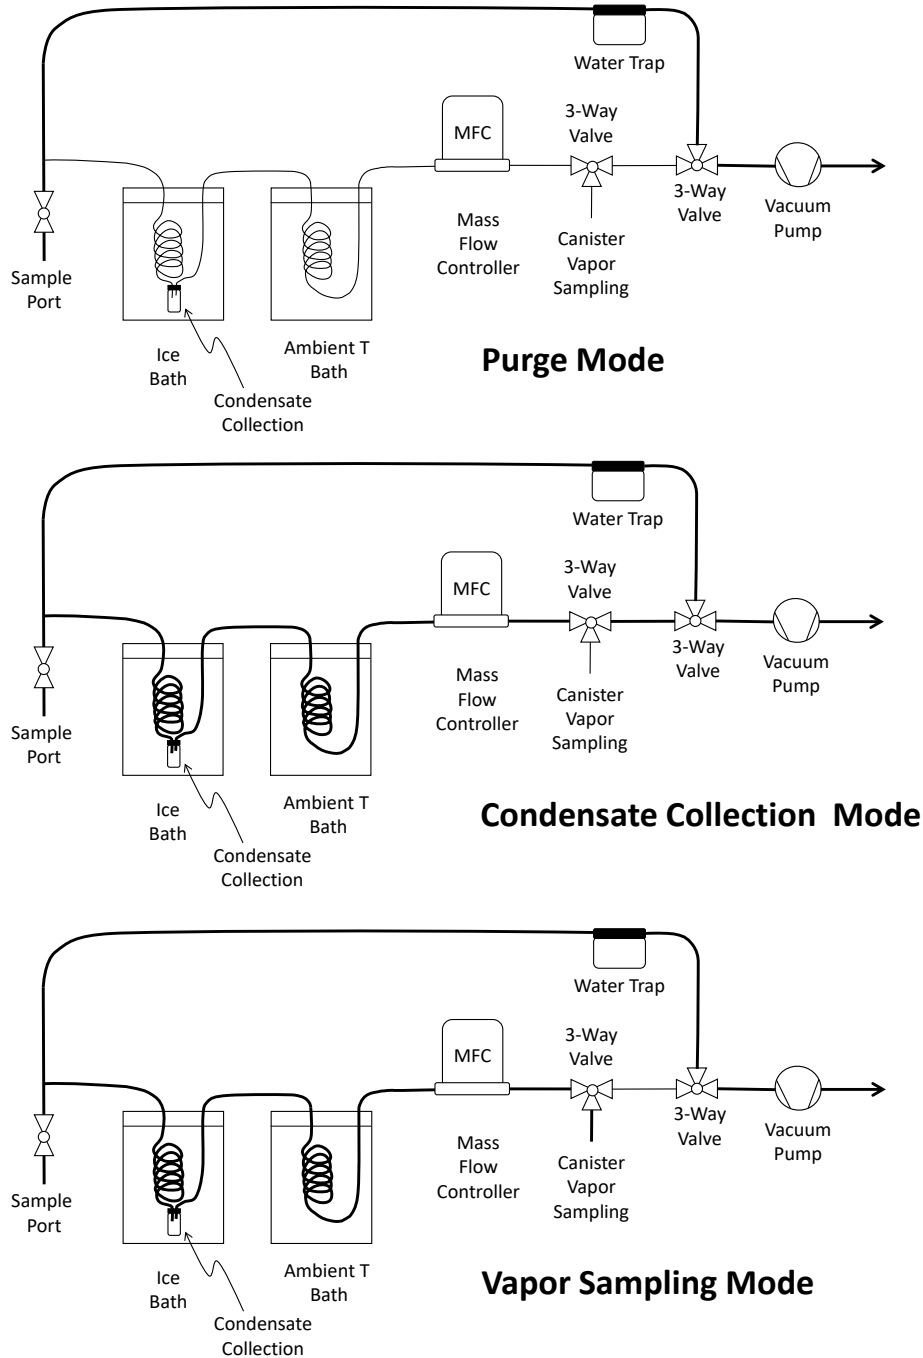 Water Trap
3-Way
Valve
MFC
3-Way
Valve
Vacuum
Pump
Mass
Flow
Controller
Canister
Vapor
Sampling
Sample
Port
Ice
Bath
Ambient T
Bath
Condensate
Collection
Purge Mode
Water Trap
3-Way
Valve
MFC
3-Way
Valve
Vacuum
Pump
Mass
Flow
Controller
Canister
Vapor
Sampling
Sample
Port
Ice
Bath
Ambient T
Bath
Condensate
Collection
Condensate Collection  Mode
Water Trap
3-Way
Valve
MFC
3-Way
Valve
Vacuum
Pump
Mass
Flow
Controller
Canister
Vapor
Sampling
Sample
Port
Ice
Bath
Ambient T
Bath
Condensate
Collection
Vapor Sampling Mode